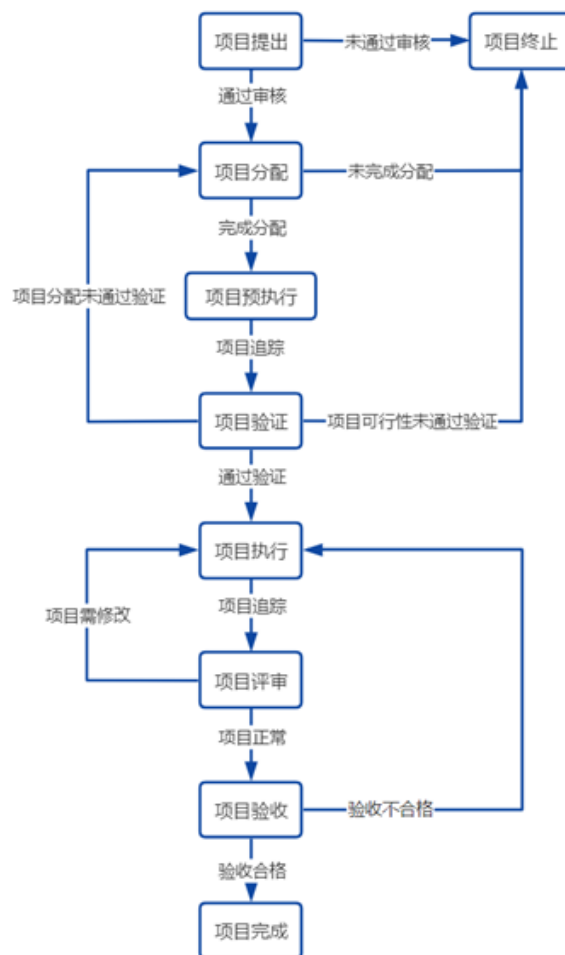 项目提出
未通过审核
项目终止
通过审核
项目分配
未完成分配
完成分配
项目分配未通过验证
项目预执行
项目追踪
项目验证
项目可行性未通过验证
通过验证
项目执行
项目需修改
项目追踪
项目评审
项目正常
项目验收
验收不合格
验收合格
项目完成